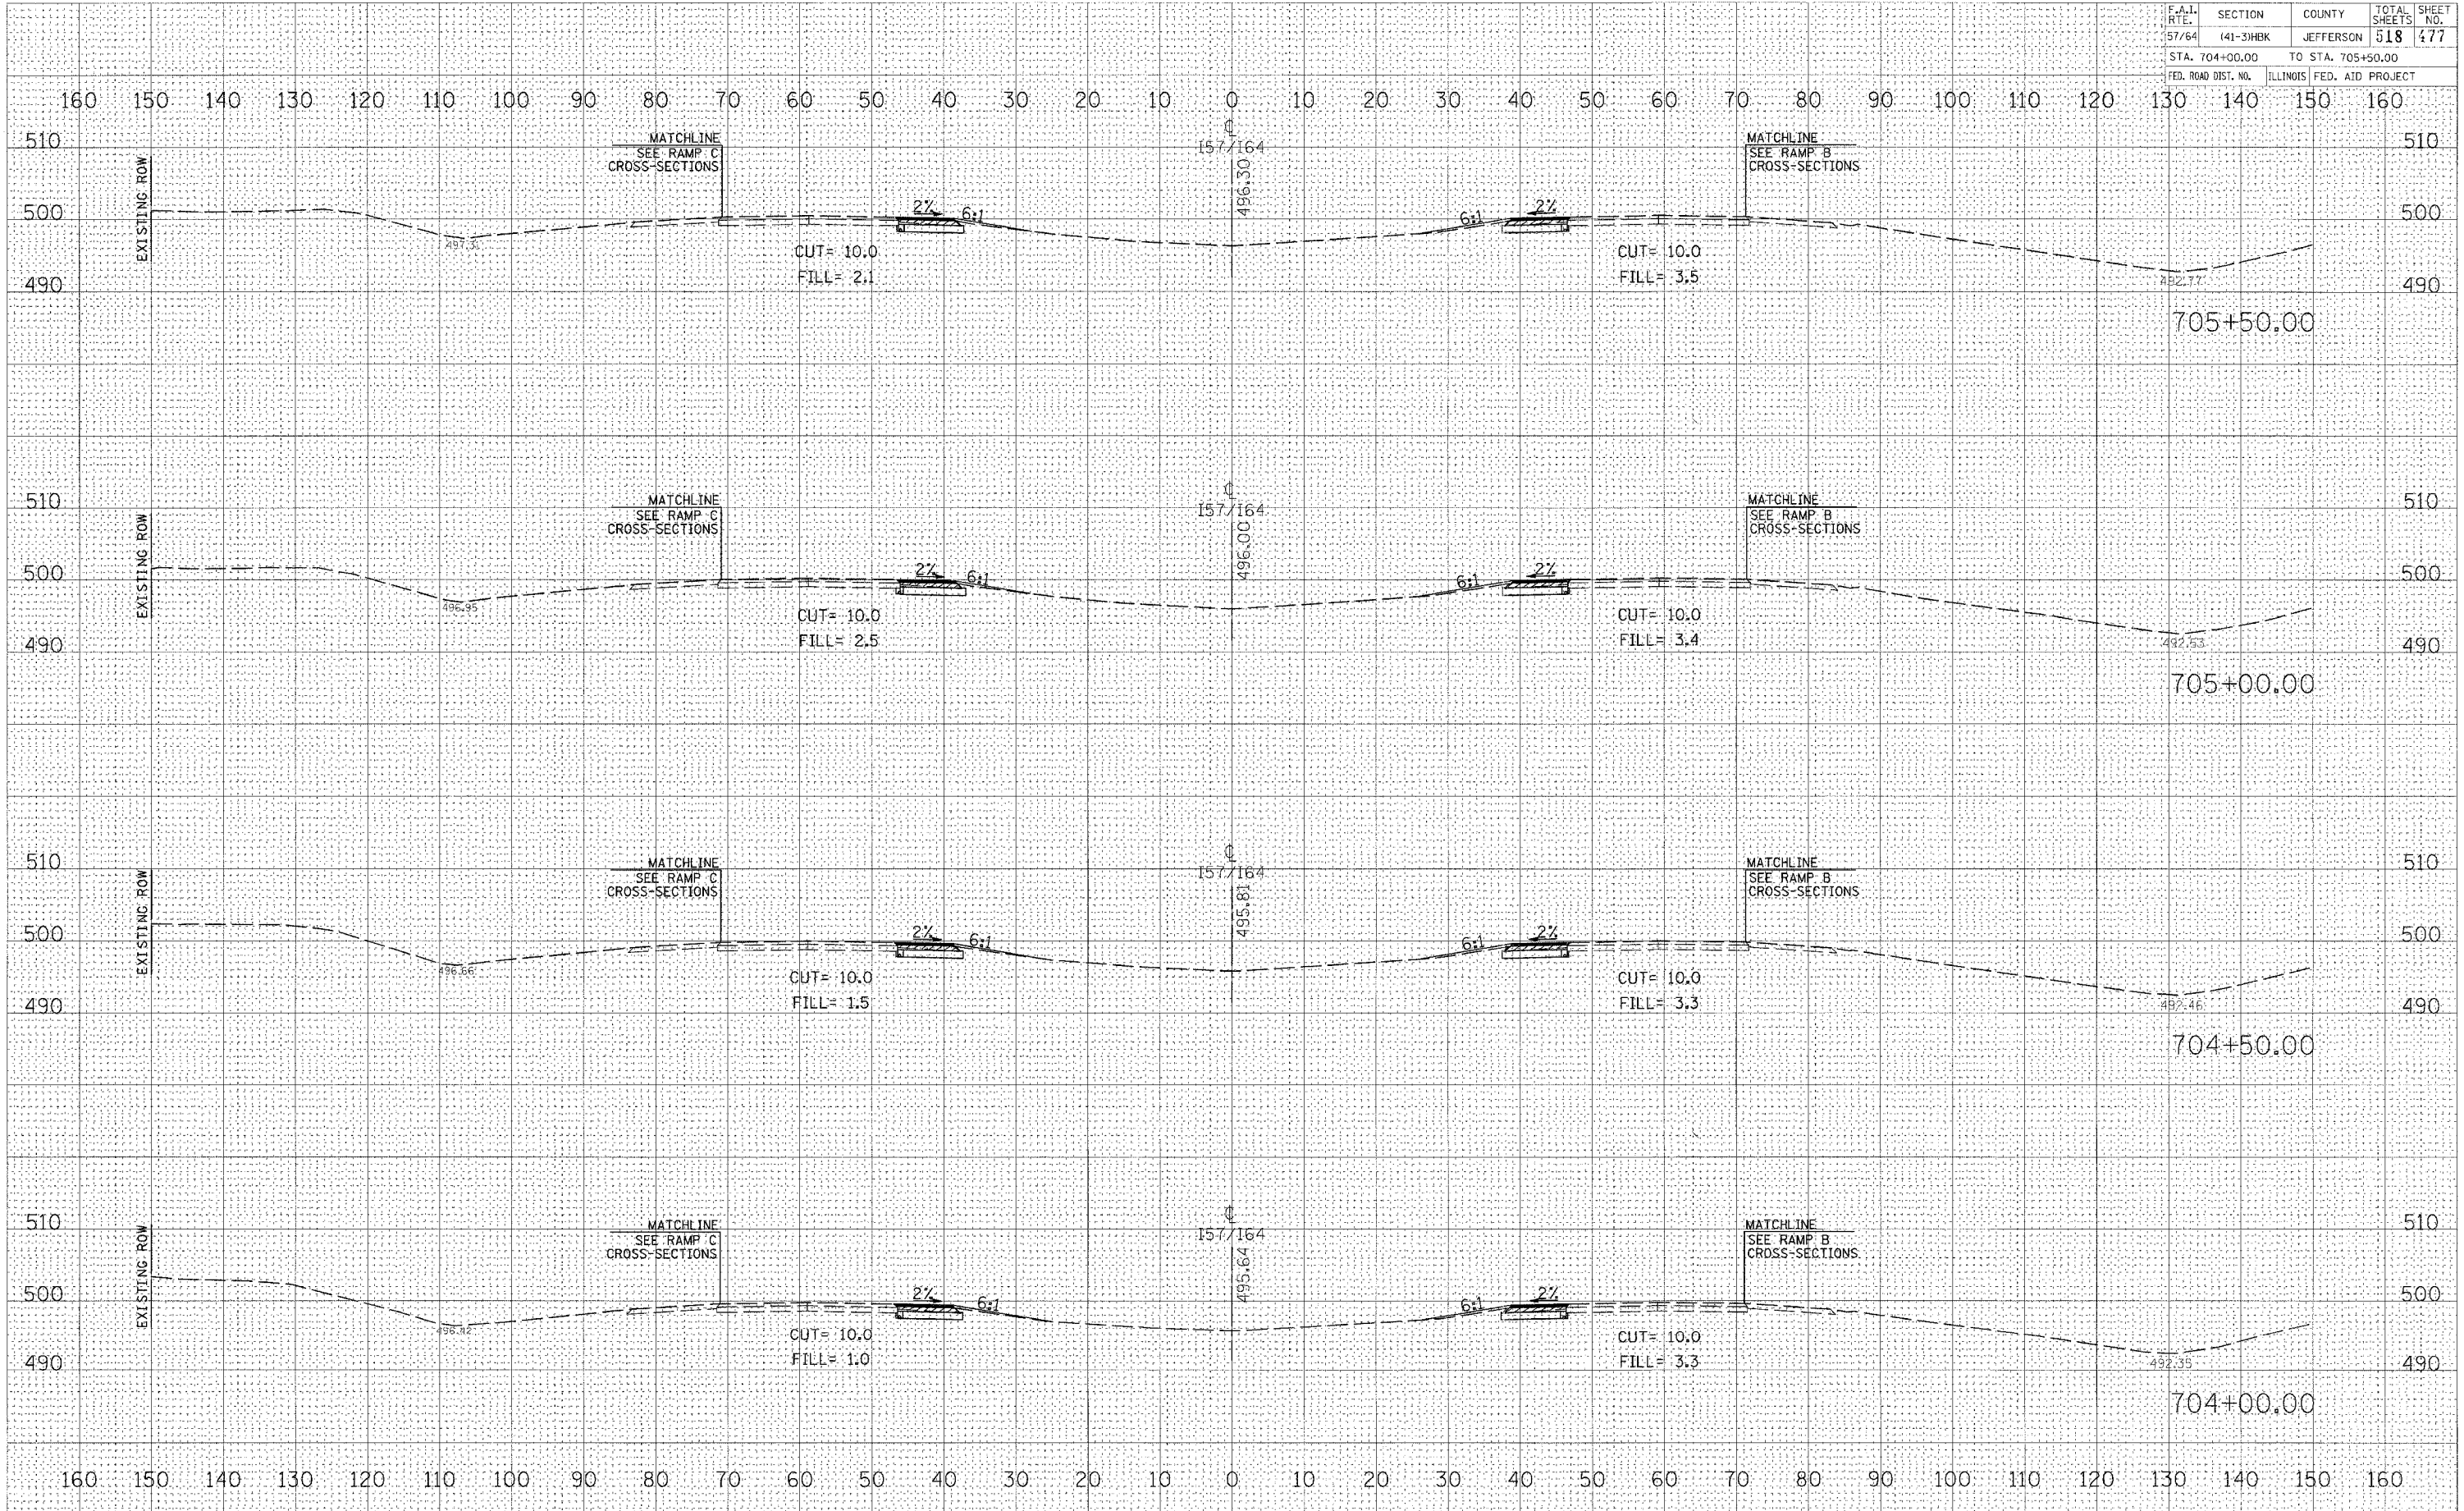 F.A.I. RTE. SECTION COUNTY TOTAL SHEETS SHEET NO.
57/64 (41-3)HBK JEFFERSON 518 477
STA. 704+00.00 TO STA. 705+50.00
FED. ROAD DIST. NO. ILLINOIS FED. AID PROJECT
160 150 140 130 120 110 100 90 80 70 60 50 40 30 20 10 0 10 20 30 40 50 60 70 80 90 100 110 120 130 140 150 160
510 MATCHLINE ℄ MATCHLINE 510
SEE RAMP C I57/I64 SEE RAMP B
CROSS-SECTIONS CROSS-SECTIONS
EXISTING ROW 496.30
500 2% 6:1 6:1 2% 500
CUT= 10.0 CUT= 10.0
FILL= 2.1 FILL= 3.5
492.77
490 490
705+50.00
510 MATCHLINE ℄ MATCHLINE 510
SEE RAMP C I57/I64 SEE RAMP B
CROSS-SECTIONS CROSS-SECTIONS
EXISTING ROW 496.00
500 2% 6:1 6:1 2% 500
496.95
CUT= 10.0 CUT= 10.0
FILL= 2.5 FILL= 3.4
492.53
490 490
705+00.00
510 MATCHLINE ℄ MATCHLINE 510
SEE RAMP C I57/I64 SEE RAMP B
CROSS-SECTIONS CROSS-SECTIONS
EXISTING ROW 495.81
500 2% 6:1 6:1 2% 500
496.66
CUT= 10.0 CUT= 10.0
FILL= 1.5 FILL= 3.3
492.46
490 490
704+50.00
510 MATCHLINE ℄ MATCHLINE 510
SEE RAMP C I57/I64 SEE RAMP B
CROSS-SECTIONS CROSS-SECTIONS
EXISTING ROW 495.64
500 2% 6:1 6:1 2% 500
496.42
CUT= 10.0 CUT= 10.0
FILL= 1.0 FILL= 3.3
492.35
490 490
704+00.00
160 150 140 130 120 110 100 90 80 70 60 50 40 30 20 10 0 10 20 30 40 50 60 70 80 90 100 110 120 130 140 150 160